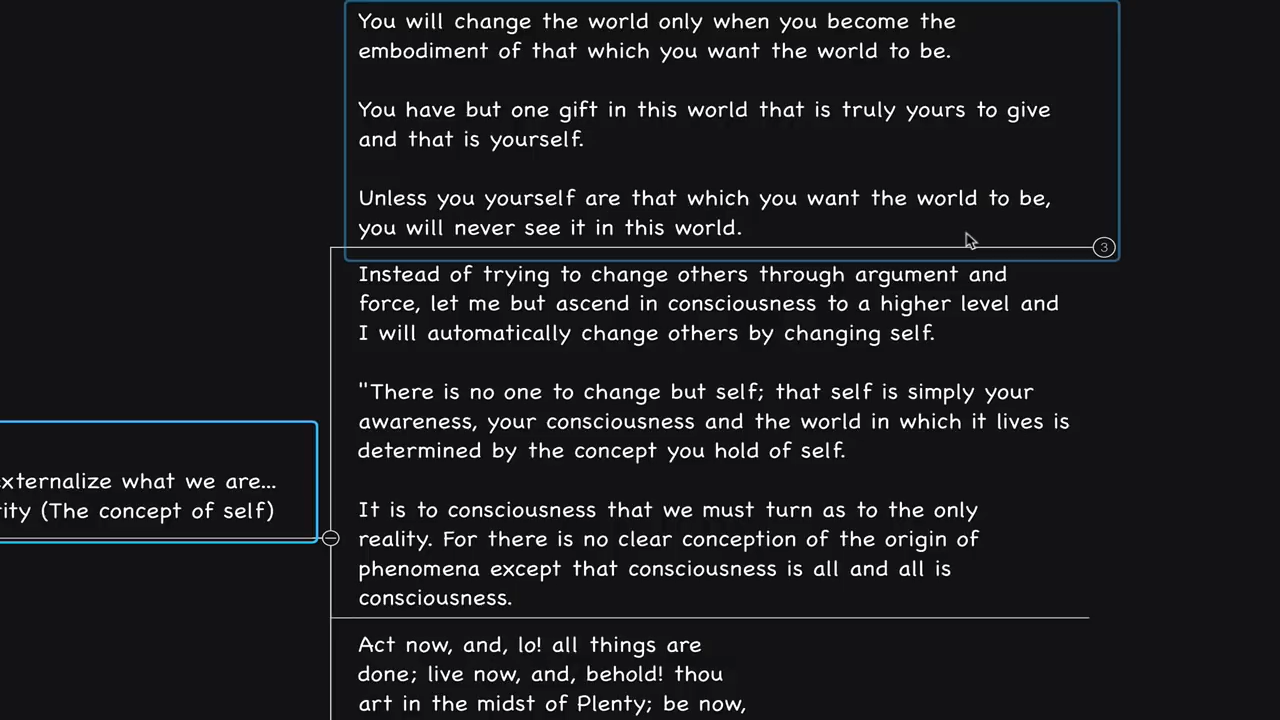 You will change the world only when you become the
embodiment of that which you want the world to be.
You have but one gift in this world that is truly yours to give
and that is yourself.
Unless you yourself are that which you want the world to be,
you will never see it in this world.
3
Instead of trying to change others through argument and
force, let me but ascend in consciousness to a higher level and
I will automatically change others by changing self.
"There is no one to change but self; that self is simply your
awareness, your consciousness and the world in which it lives is
determined by the concept you hold of self.
It is to consciousness that we must turn as to the only
reality. For there is no clear conception of the origin of
phenomena except that consciousness is all and all is
consciousness.
Act now, and, lo! all things are
done; live now, and, behold! thou
art in the midst of Plenty; be now,
xternalize what we are...
ity (The concept of self)